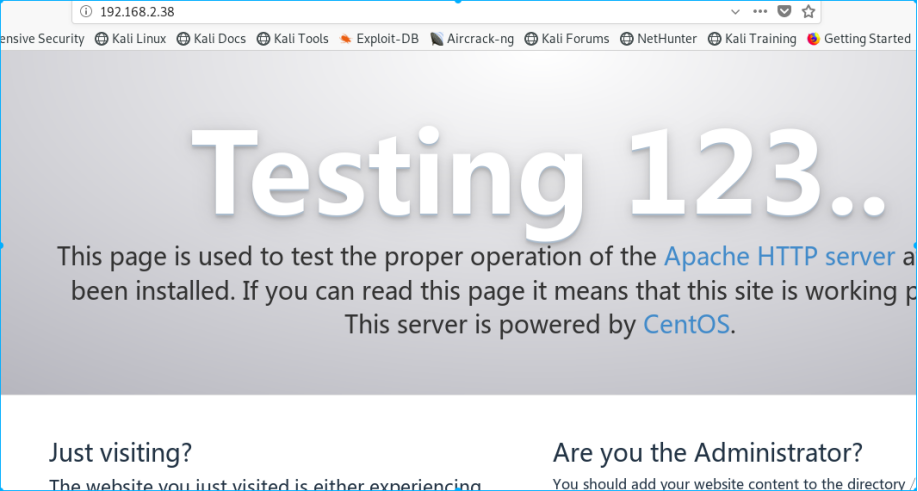 192.168.2.38
ensive Security Kali Linux Kali Docs Kali Tools Exploit-DB Aircrack-ng Kali Forums NetHunter Kali Training Getting Started
Testing 123..
This page is used to test the proper operation of the Apache HTTP server a
been installed. If you can read this page it means that this site is working p
This server is powered by CentOS.
Just visiting?
The website you just visited is either experiencing
Are you the Administrator?
You should add your website content to the directory /